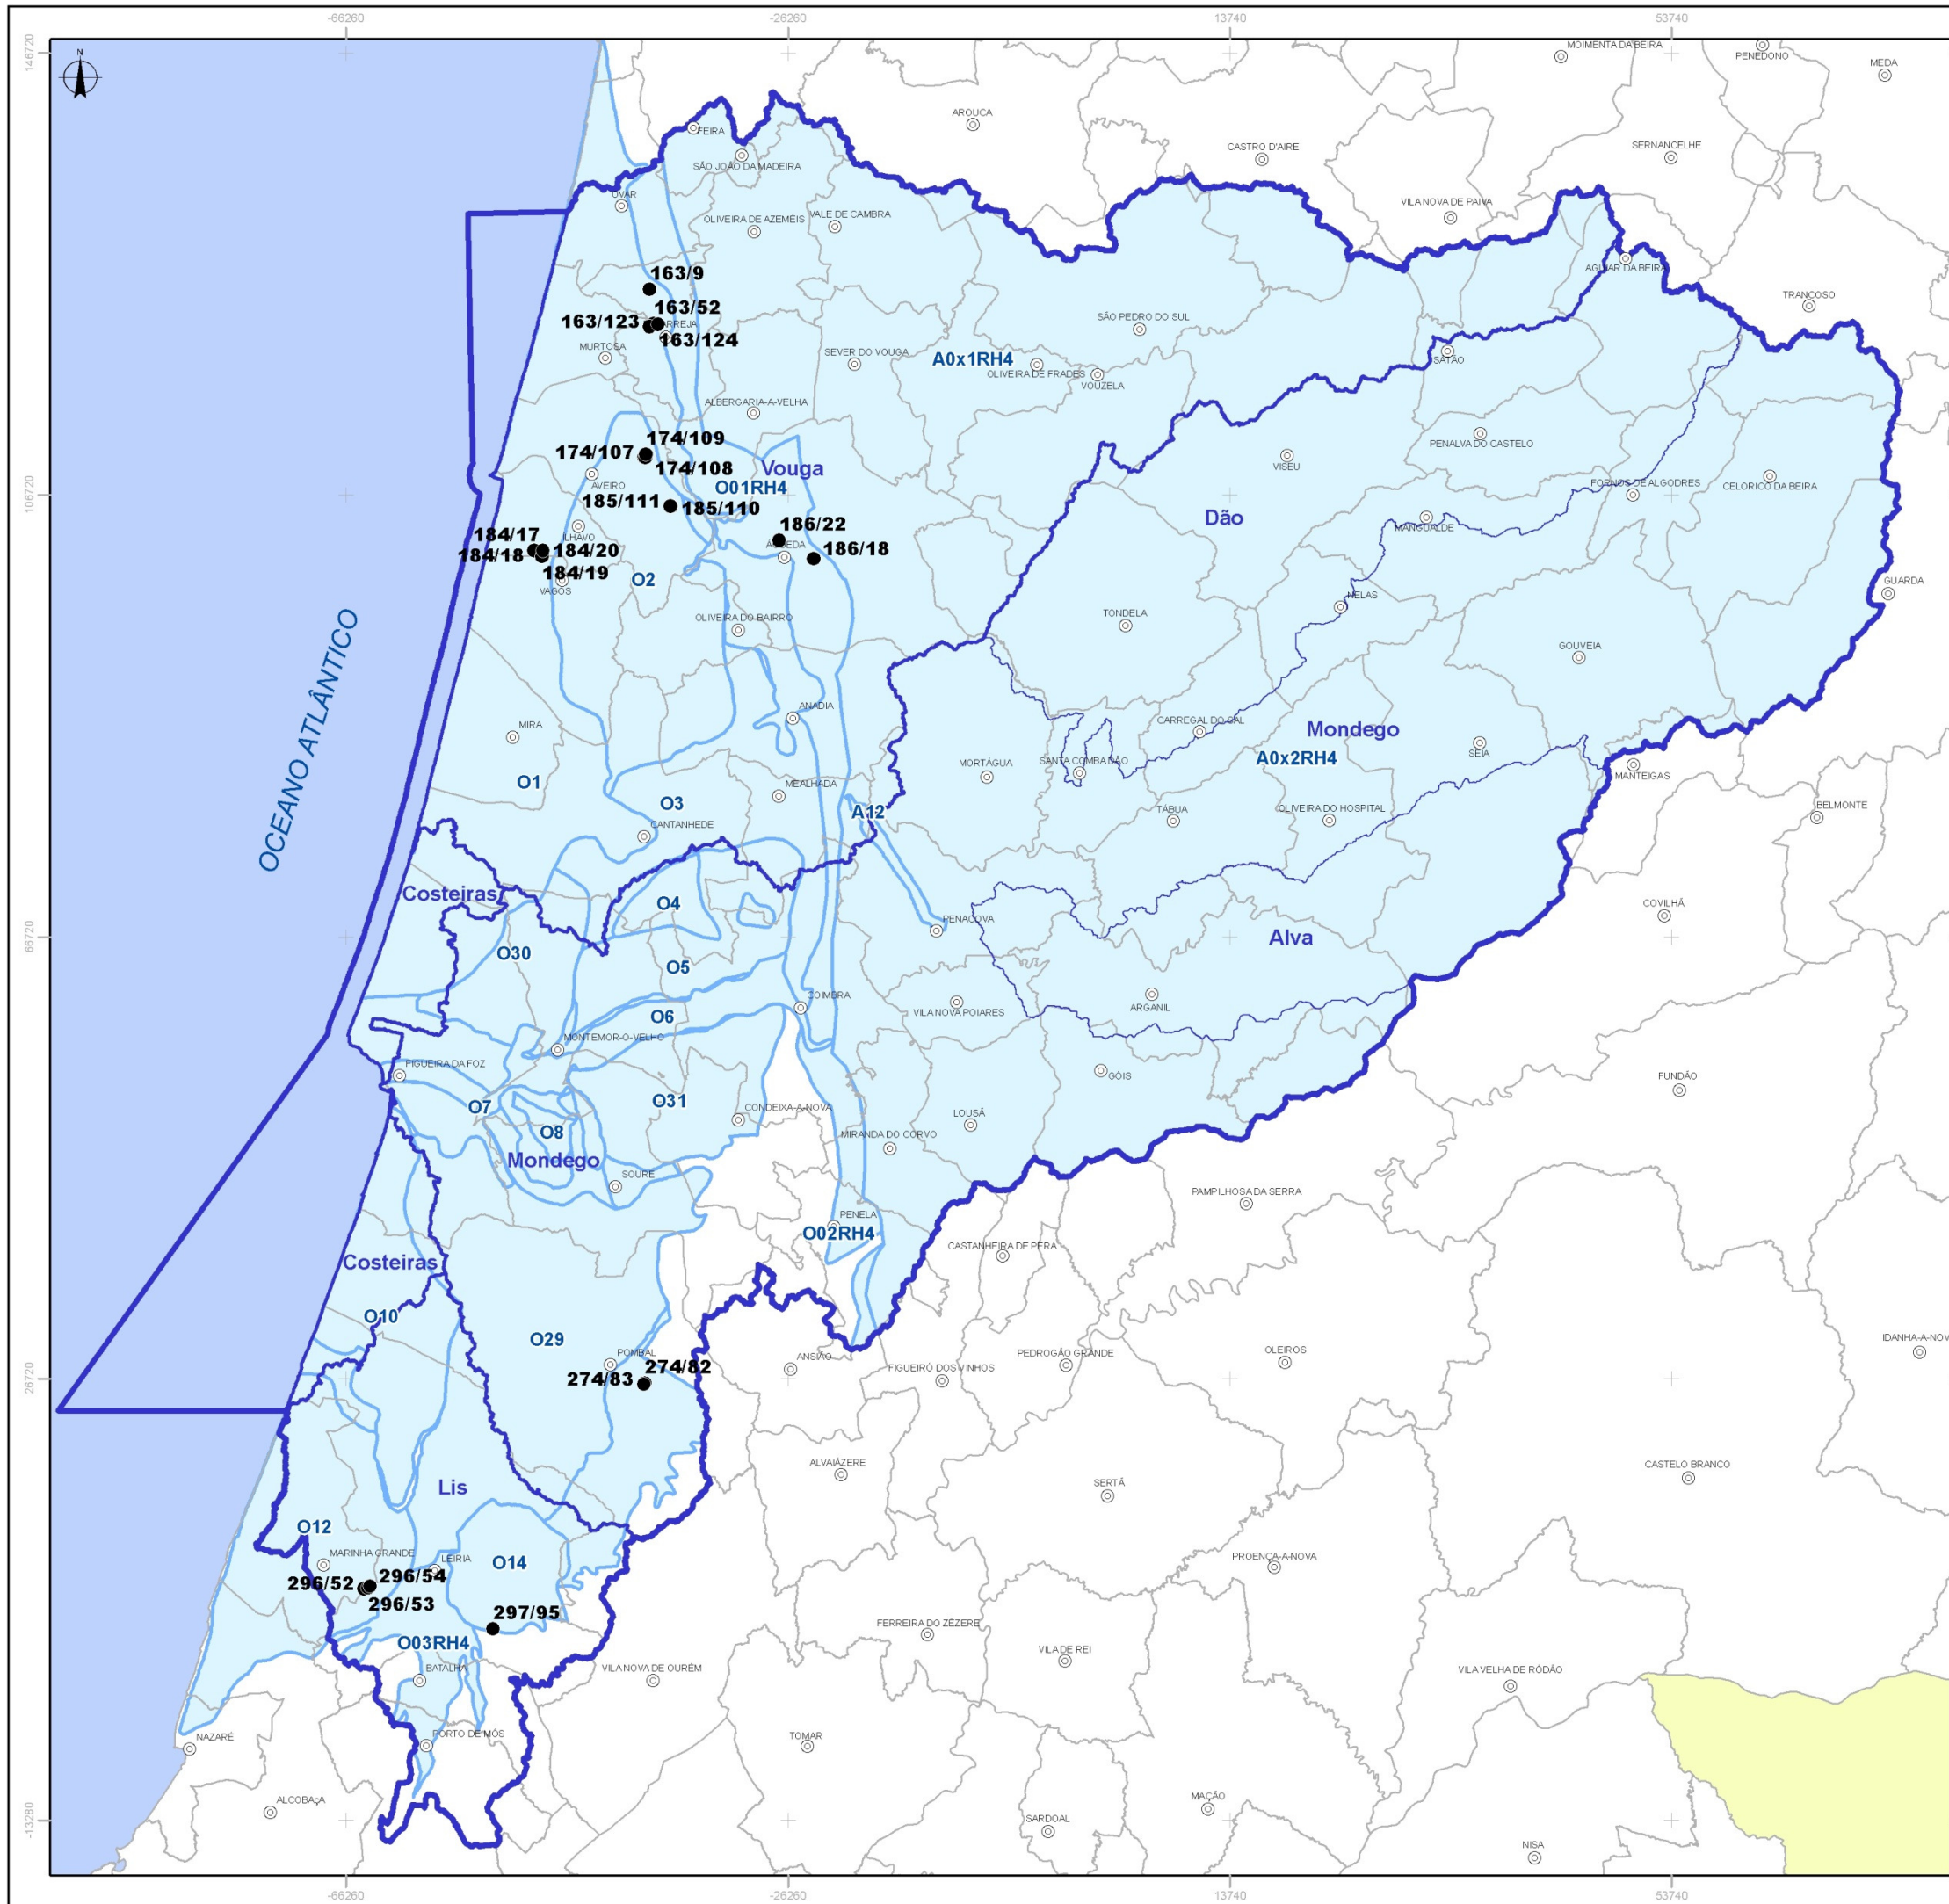 -66260
-26260
13740
53740
146720
N
MOIMENTA DA BEIRA
PENEDONO
MEDA
AROUCA
FEIRA
SÃO JOÃO DA MADEIRA
CASTRO D'AIRE
SERNANCELHE
OVAR
OLIVEIRA DE AZEMÉIS
VALE DE CAMBRA
VILA NOVA DE PAIVA
AGUIAR DA BEIRA
163/9
TRANCOSO
163/52
163/123
RREJA
163/124
SÃO PEDRO DO SUL
MURTOSA
SEVER DO VOUGA
A0x1RH4
OLIVEIRA DE FRADES
VOUZELA
SATÃO
ALBERGARIA-A-VELHA
174/109
174/107
174/108
Vouga
PENALVA DO CASTELO
VISEU
AVEIRO
O01RH4
FORNOS DE ALGODRES
CELORICO DA BEIRA
106720
185/111
185/110
Dão
MANGUALDE
184/17
ILHAVO
186/22
184/18
184/20
186/18
184/19
VAGOS
O2
GUARDA
NELAS
OLIVEIRA DO BAIRRO
TONDELA
GOUVEIA
OCEANO ATLÂNTICO
MIRA
ANADIA
CARREGAL DO SAL
Mondego
SEIA
A0x2RH4
MORTÁGUA
SANTA COMBA DÃO
MANTEIGAS
O1
MEALHADA
O3
A12
TÁBUA
OLIVEIRA DO HOSPITAL
BELMONTE
CANTANHEDE
Costeiras
O4
COVILHÃ
PENACOVA
66720
Alva
O30
O5
COIMBRA
VILA NOVA POIARES
ARGANIL
O6
MONTEMOR-O-VELHO
FIGUEIRA DA FOZ
GÓIS
FUNDÃO
O7
O31
CONDEIXA-A-NOVA
LOUSÃ
O8
MIRANDA DO CORVO
Mondego
SOURE
PAMPILHOSA DA SERRA
PENELA
O02RH4
CASTANHEIRA DE PERA
Costeiras
O10
O29
IDANHA-A-NOV
POMBAL
274/82
274/83
ANSIÃO
FIGUEIRÓ DOS VINHOS
PEDROGÃO GRANDE
OLEIROS
26720
ALVAIÁZERE
CASTELO BRANCO
Lis
SERTÃ
O12
MARINHA GRANDE
LEIRIA
O14
PROENÇA-A-NOVA
296/52
296/54
296/53
297/95
FERREIRA DO ZÊZERE
O03RH4
VILA DE REI
BATALHA
VILA NOVA DE OURÉM
VILA VELHA DE RÓDÃO
NAZARÉ
PORTO DE MÓS
TOMAR
ALCOBAçA
MAÇÃO
SARDOAL
-13280
NISA
-66260
-26260
13740
53740